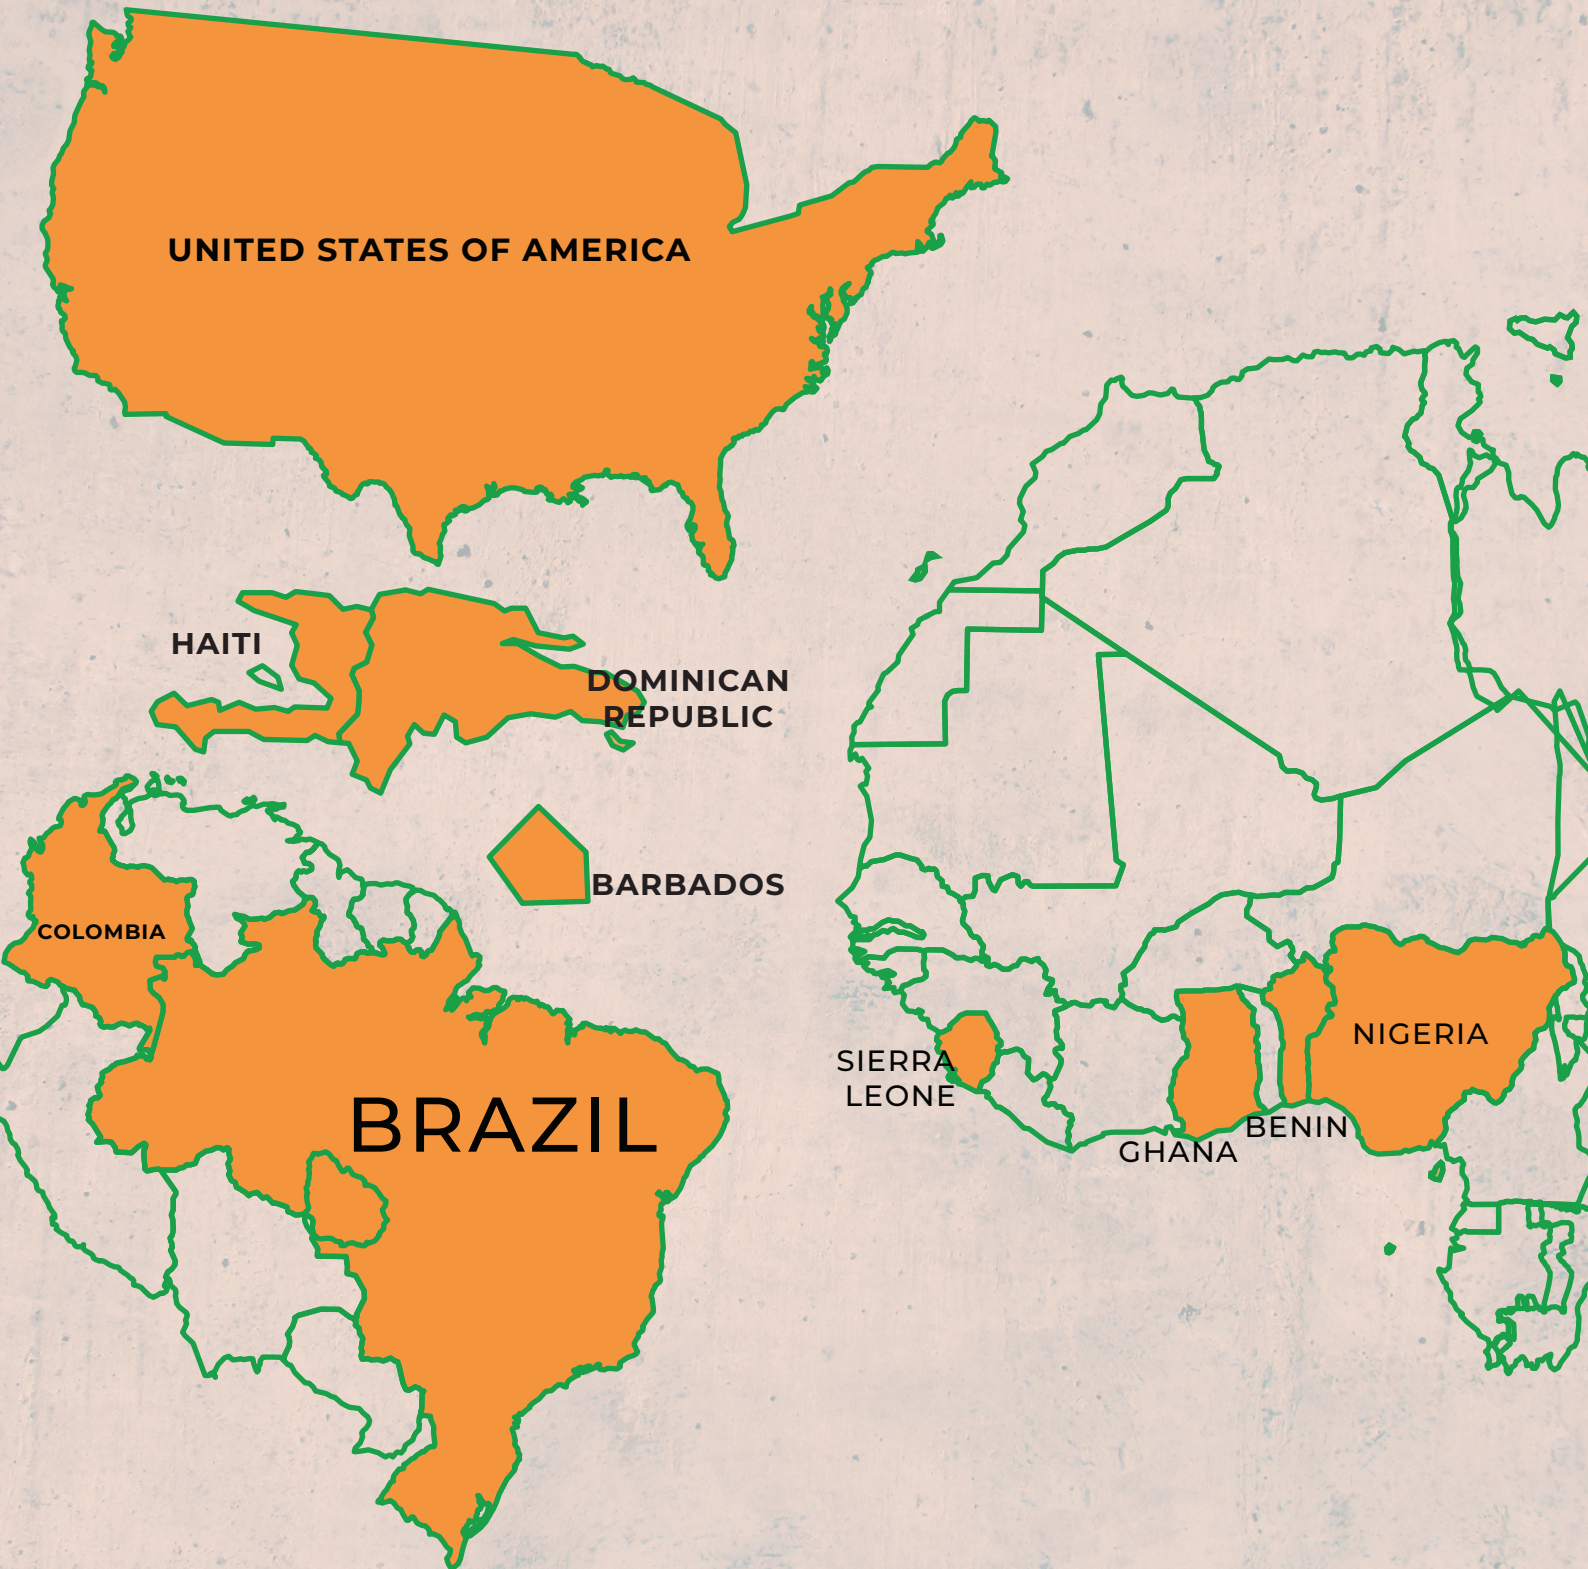 UNITED STATES OF AMERICA
HAITI
DOMINICAN
REPUBLIC
BARBADOS
COLOMBIA
BRAZIL
SIERRA
LEONE
GHANA
BENIN
NIGERIA